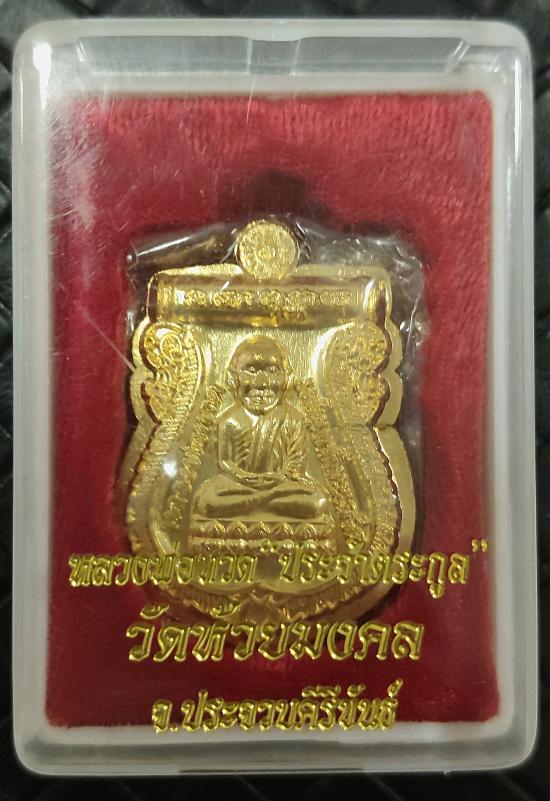 หลวงพ่อทวด "ประจำตระกูล"
วัดห้วยมงคล
จ.ประจวบคีรีขันธ์